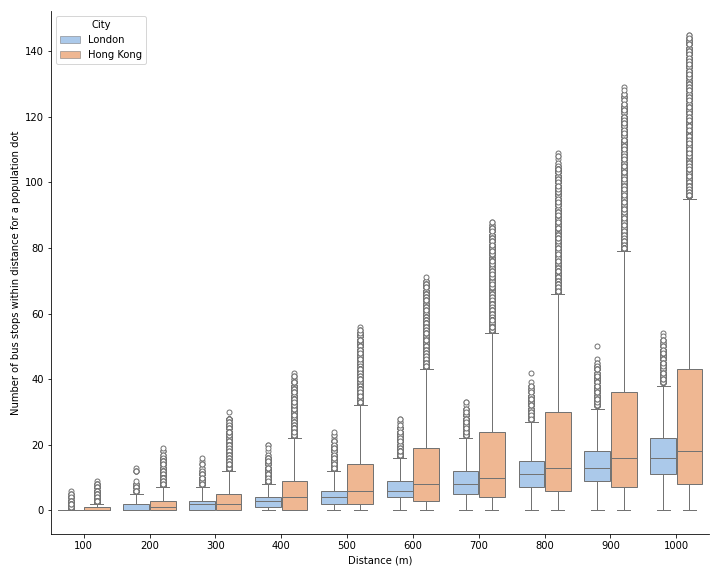 City
London
Hong Kong
Number of bus stops within distance for a population dot
140
120
100
80
60
40
20
0
100 200 300 400 500 600 700 800 900 1000
Distance (m)